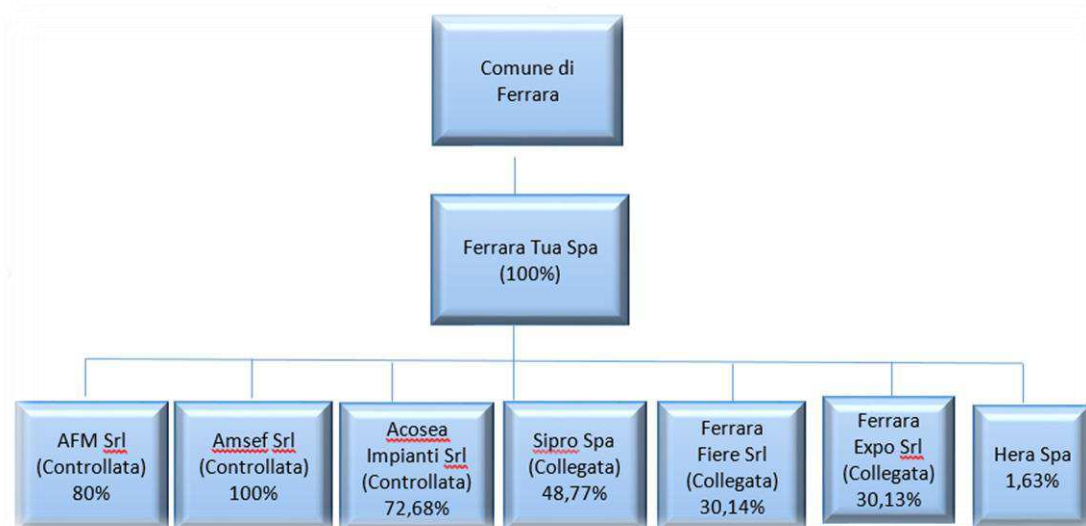 Comune di
Ferrara
Ferrara Tua Spa
(100%)
AFM Srl
(Controllata)
80%
Amsef Srl
(Controllata)
100%
Acosea
Impianti Srl
(Controllata)
72,68%
Sipro Spa
(Collegata)
48,77%
Ferrara
Fiere Srl
(Collegata)
30,14%
Ferrara
Expo Srl
(Collegata)
30,13%
Hera Spa
1,63%